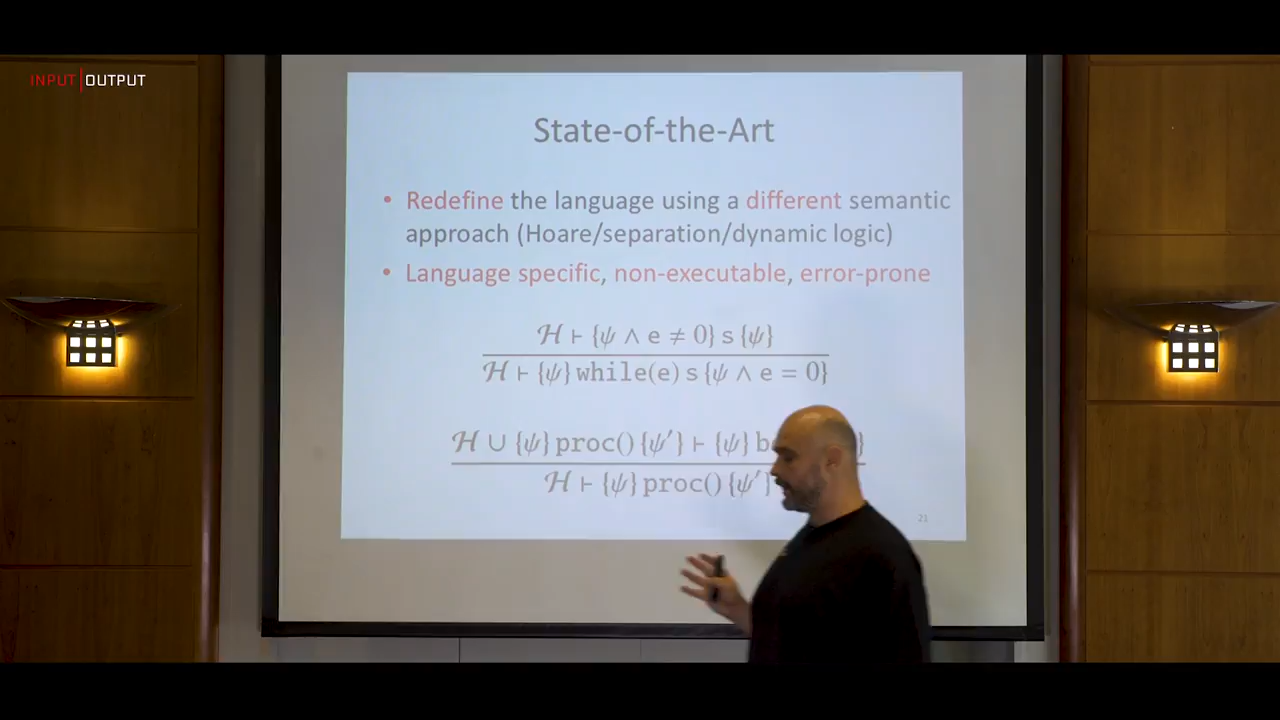 INPUT|OUTPUT
State-of-the-Art
• Redefine the language using a different semantic
approach (Hoare/separation/dynamic logic)
• Language specific, non-executable, error-prone
ℋ ⊢ {ψ ∧ e ≠ 0} s {ψ}
ℋ ⊢ {ψ} while(e) s {ψ ∧ e = 0}
ℋ ∪ {ψ} proc() {ψ′} ⊢ {ψ} }
ℋ ⊢ {ψ} proc() {ψ′}
21